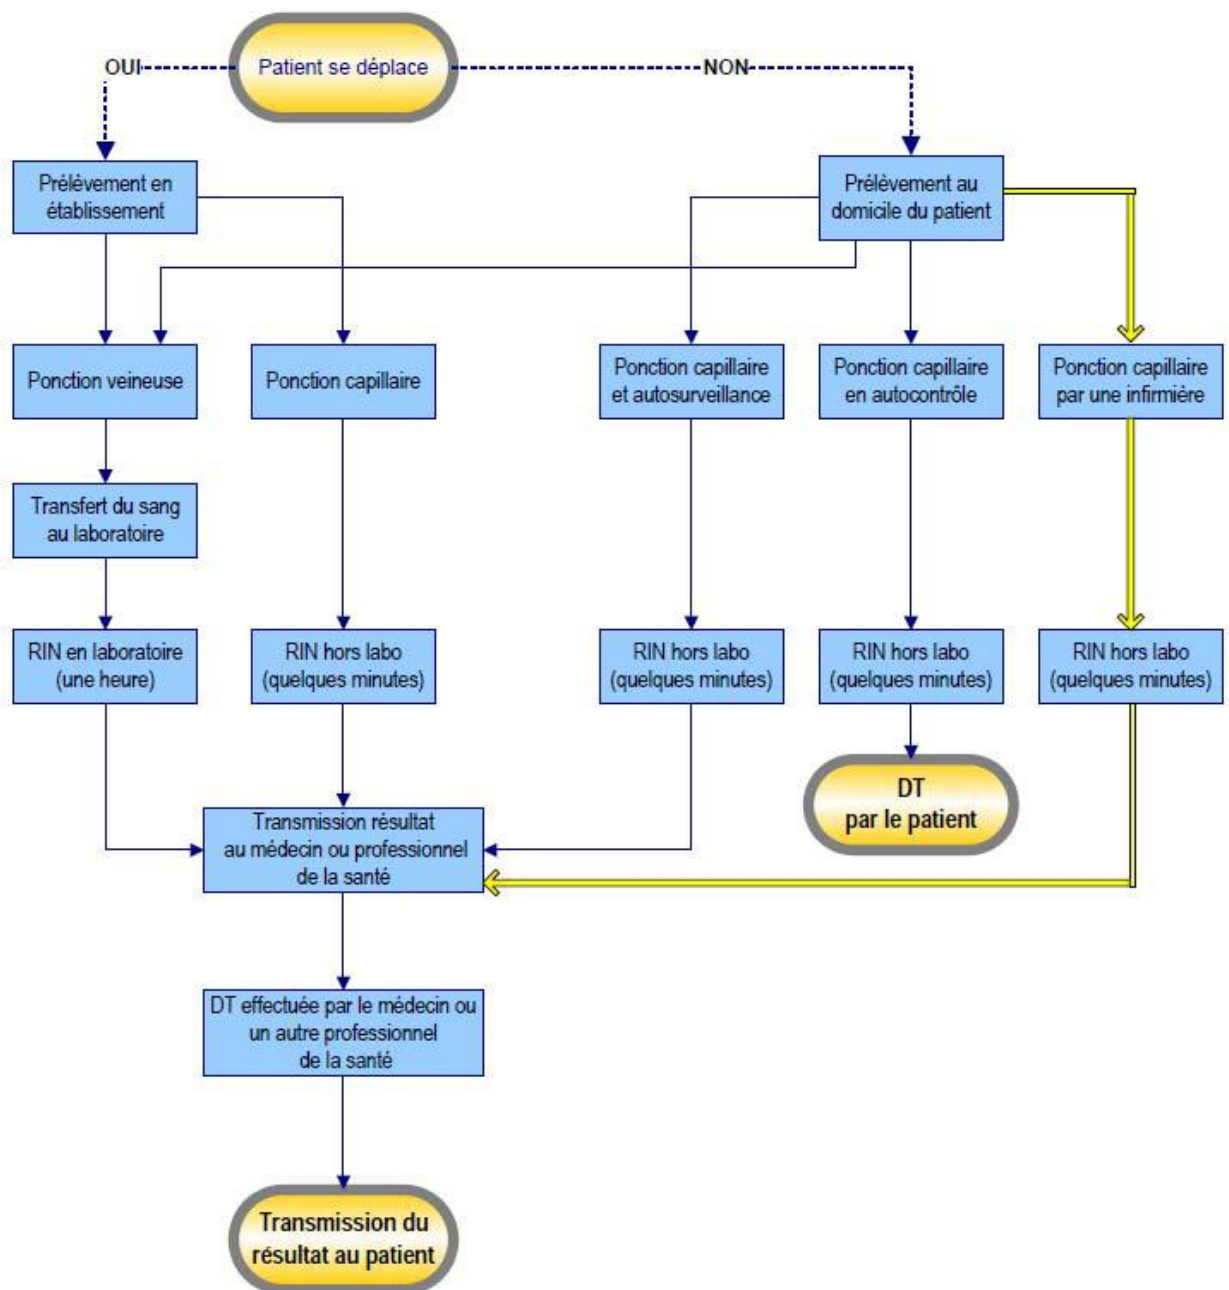 Patient se déplace
OUI
NON
Prélèvement en
établissement
Prélèvement au
domicile du patient
Ponction veineuse
Ponction capillaire
Ponction capillaire
et autosurveillance
Ponction capillaire
en autocontrôle
Ponction capillaire
par une infirmière
Transfert du sang
au laboratoire
RIN en laboratoire
(une heure)
RIN hors labo
(quelques minutes)
RIN hors labo
(quelques minutes)
RIN hors labo
(quelques minutes)
RIN hors labo
(quelques minutes)
DT
par le patient
Transmission résultat
au médecin ou professionnel
de la santé
DT effectuée par le médecin ou
un autre professionnel
de la santé
Transmission du
résultat au patient